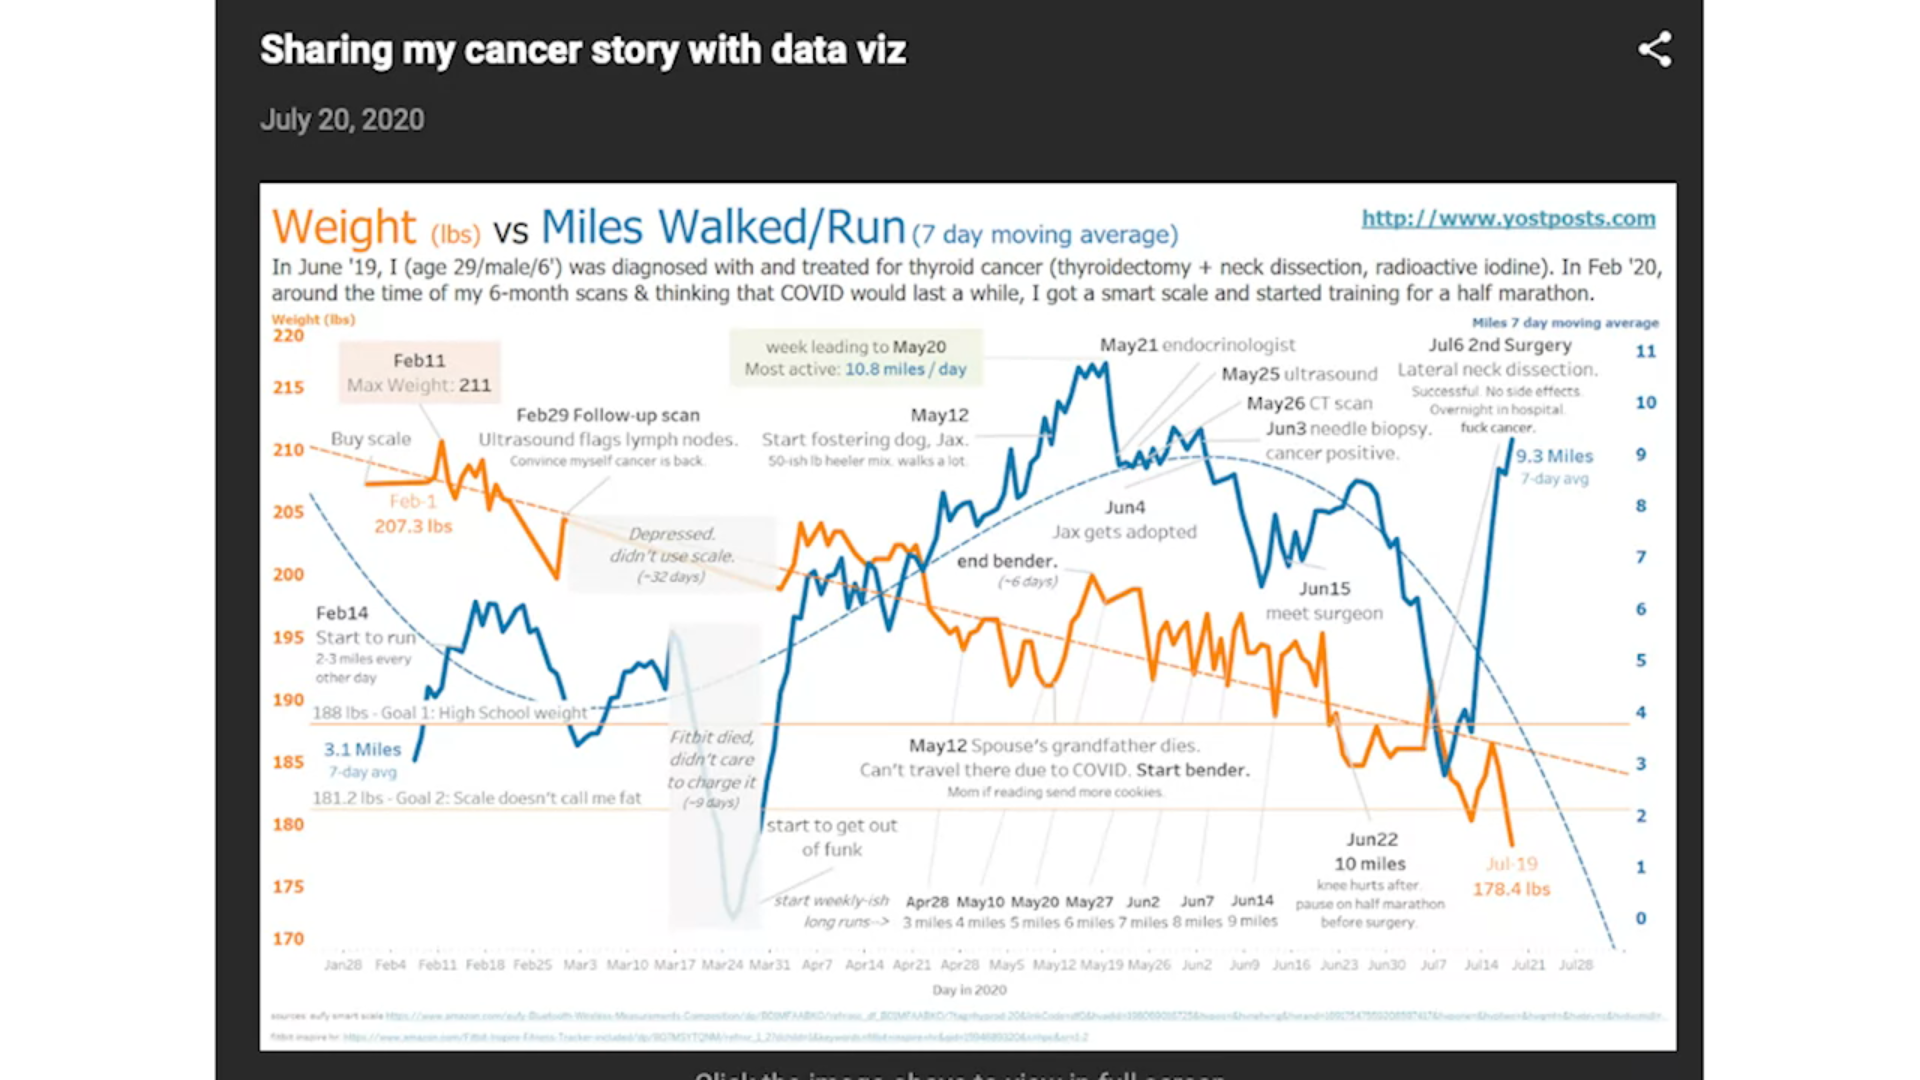 Sharing my cancer story with data viz
July 20, 2020
Weight (lbs) vs Miles Walked/Run (7 day moving average)
http://www.yostposts.com
In June '19, I (age 29/male/6') was diagnosed with and treated for thyroid cancer (thyroidectomy + neck dissection, radioactive iodine). In Feb '20,
around the time of my 6-month scans & thinking that COVID would last a while, I got a smart scale and started training for a half marathon.
Weight (lbs)
220
215
210
205
200
195
190
185
180
175
170
Miles 7 day moving average
11
10
9
8
7
6
5
4
3
2
1
0
Feb11
Max Weight: 211
Buy scale
Feb-1
207.3 lbs
Feb29 Follow-up scan
Ultrasound flags lymph nodes.
Convince myself cancer is back.
Depressed.
didn't use scale.
(~32 days)
week leading to May20
Most active: 10.8 miles / day
May12
Start fostering dog, Jax.
50-ish lb heeler mix. walks a lot.
May21 endocrinologist
May25 ultrasound
May26 CT scan
Jun3 needle biopsy.
cancer positive.
Jul6 2nd Surgery
Lateral neck dissection.
Successful. No side effects.
Overnight in hospital.
fuck cancer.
9.3 Miles
7-day avg
Jun4
Jax gets adopted
end bender.
(~6 days)
Jun15
meet surgeon
Feb14
Start to run
2-3 miles every
other day
188 lbs - Goal 1: High School weight
3.1 Miles
7-day avg
181.2 lbs - Goal 2: Scale doesn't call me fat
Fitbit died,
didn't care
to charge it
(~9 days)
start to get out
of funk
May12 Spouse's grandfather dies.
Can't travel there due to COVID. Start bender.
Mom if reading send more cookies.
start weekly-ish
long runs-->
Apr28 May10 May20 May27 Jun2 Jun7 Jun14
3 miles 4 miles 5 miles 6 miles 7 miles 8 miles 9 miles
Jun22
10 miles
knee hurts after.
pause on half marathon
before surgery.
Jul-19
178.4 lbs
Jan28 Feb4 Feb11 Feb18 Feb25 Mar3 Mar10 Mar17 Mar24 Mar31 Apr7 Apr14 Apr21 Apr28 May5 May12 May19 May26 Jun2 Jun9 Jun16 Jun23 Jun30 Jul7 Jul14 Jul21 Jul28
Day in 2020
sources: eufy smart scale
fitbit inspire hr:
Click the image above to view in full screen